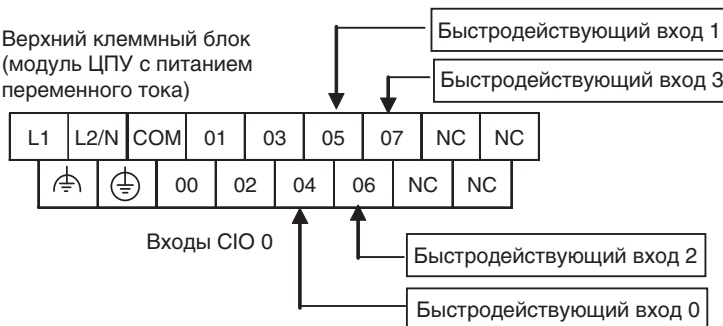 Быстродействующий вход 1
Верхний клеммный блок
(модуль ЦПУ с питанием
переменного тока)
Быстродействующий вход 3
L1 L2/N COM 01 03 05 07 NC NC
00 02 04 06 NC NC
Входы CIO 0
Быстродействующий вход 2
Быстродействующий вход 0